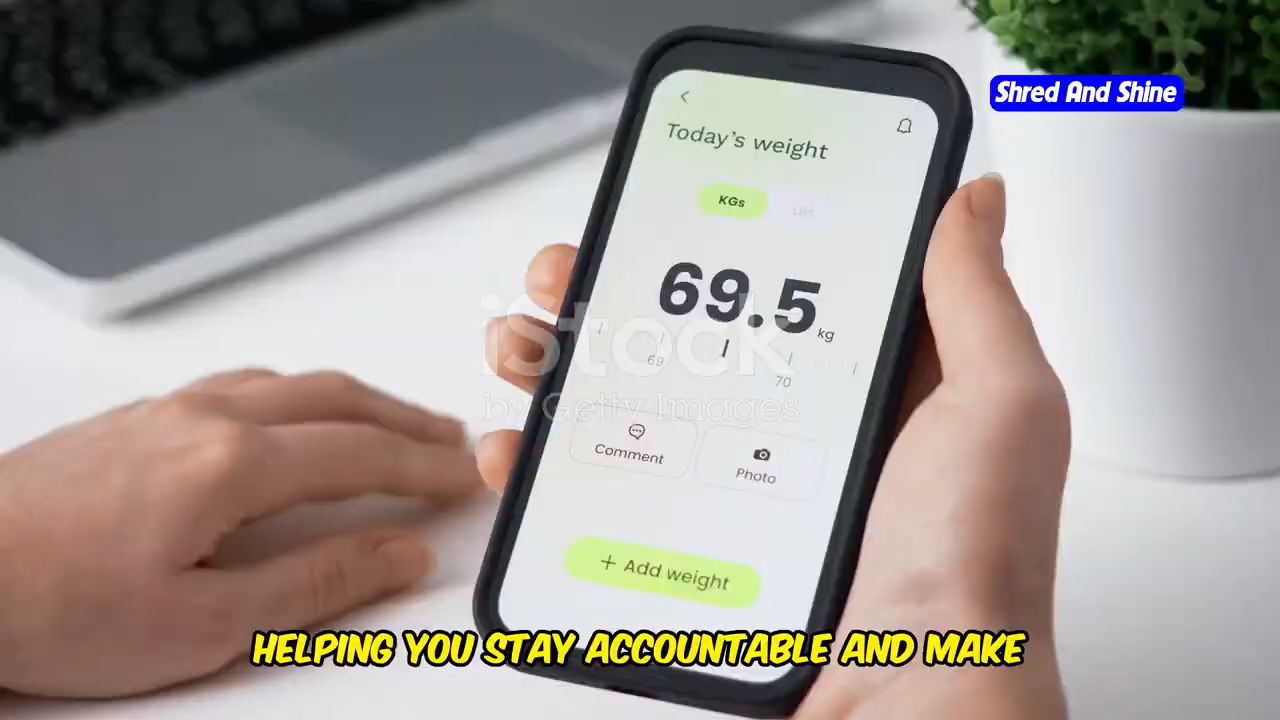 Shred And Shine
Today's weight
KGs
69.5 kg
69
70
iStock
by Getty Images
Comment
Photo
+ Add weight
HELPING YOU STAY ACCOUNTABLE AND MAKE